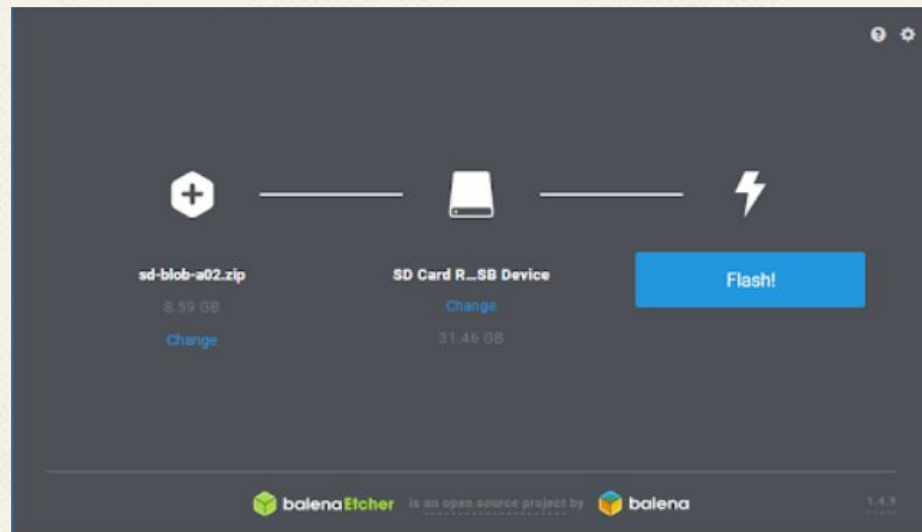 sd-blob-a02.zip
8.59 GB
Change
SD Card R...SB Device
Change
31.46 GB
Flash!
balenaEtcher is an open source project by balena
1.4.9